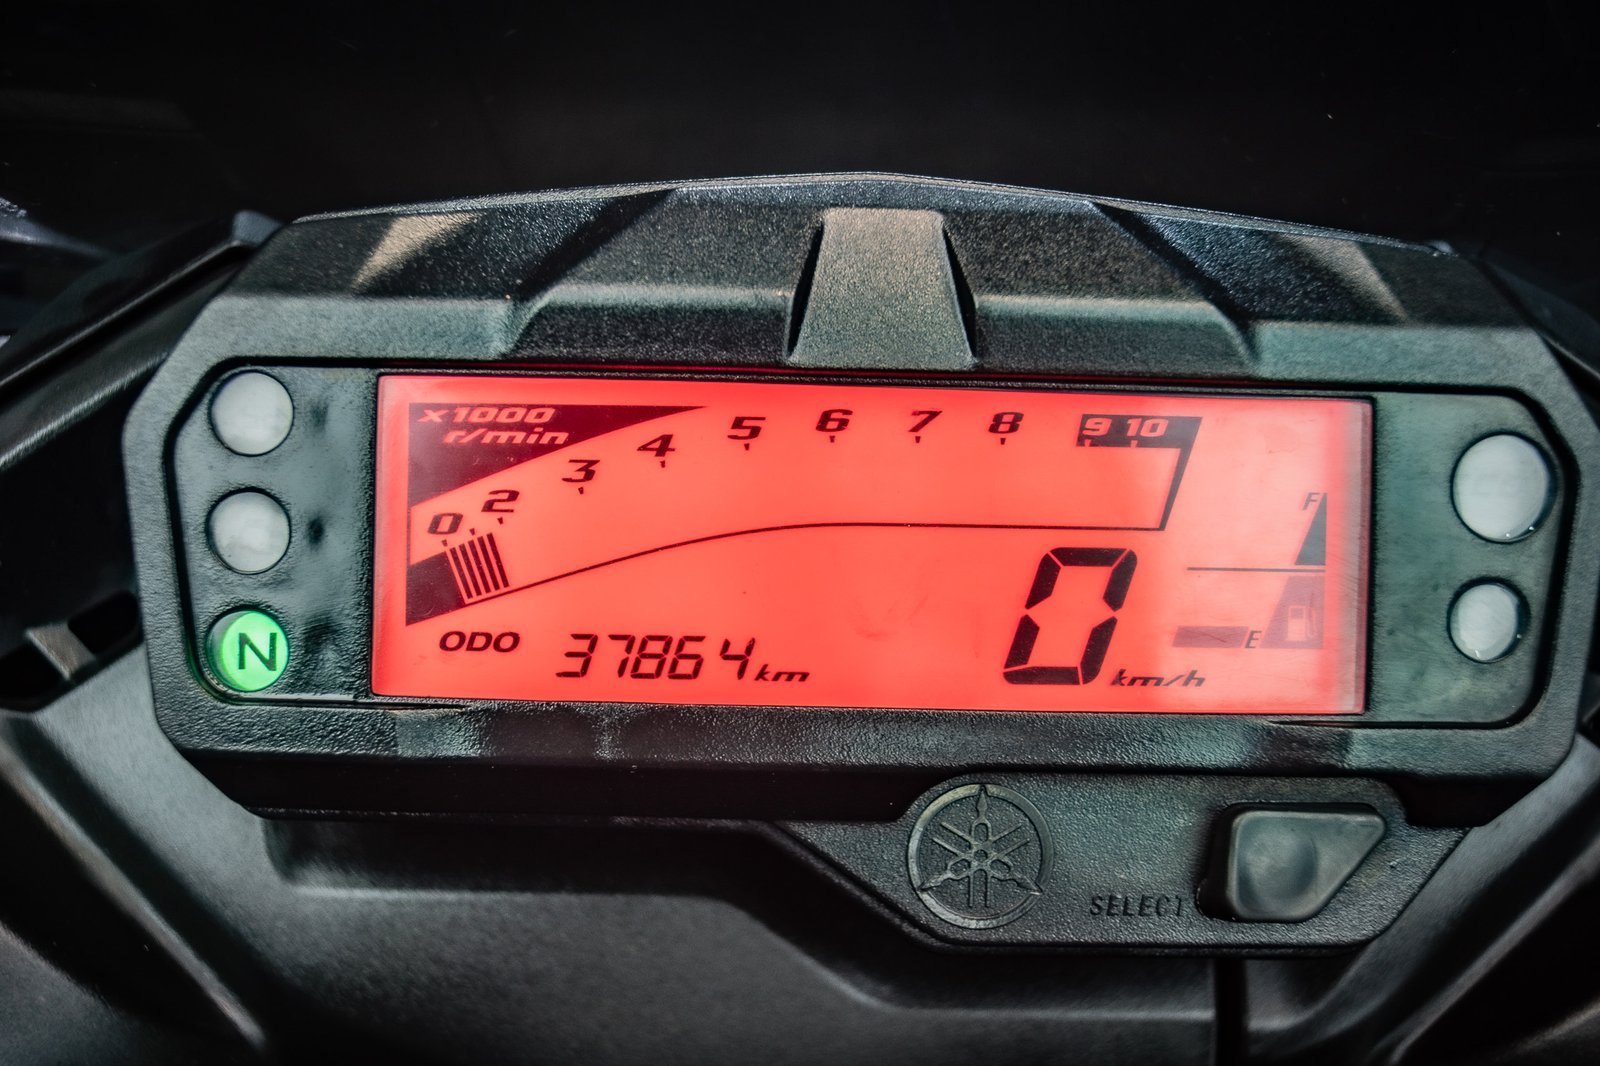 x1000
r/min
0 2 3 4 5 6 7 8 9 10
F
E
N
ODO 37864 km
0 km/h
SELECT